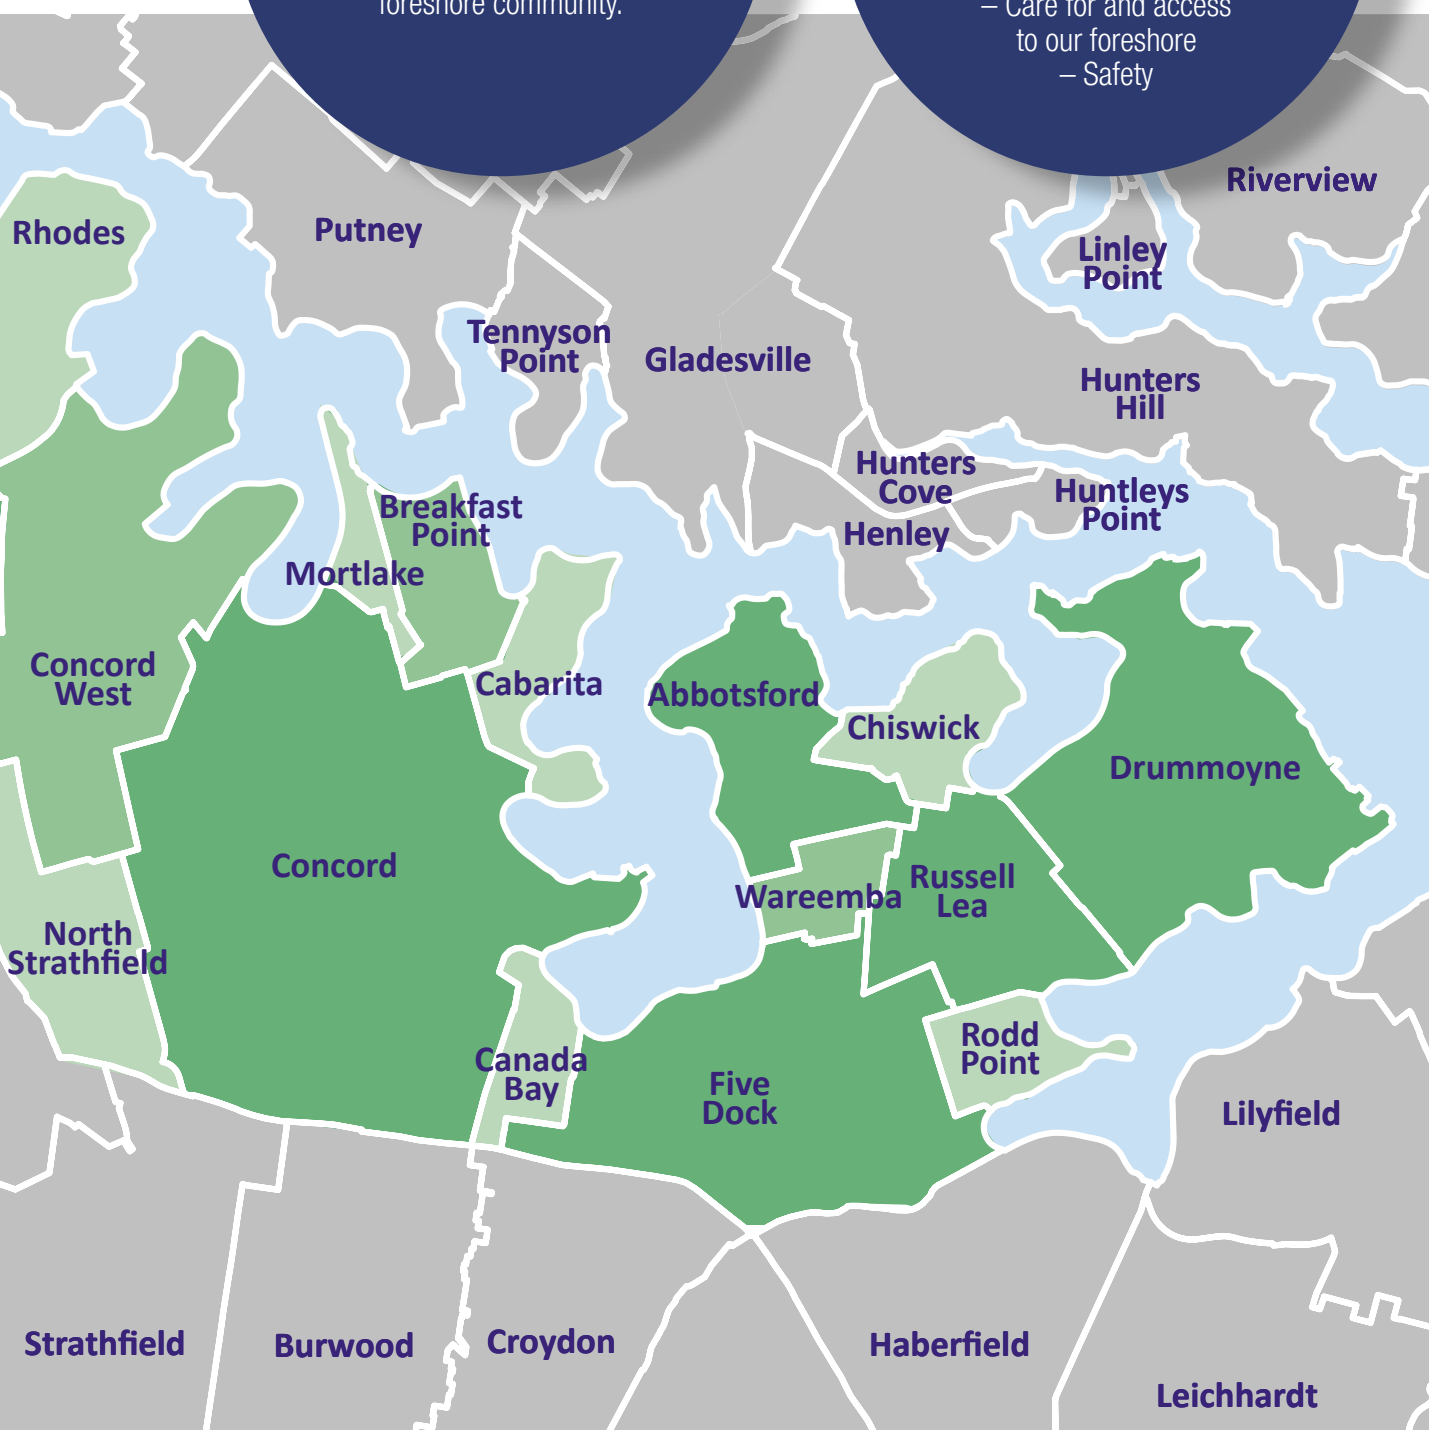 foreshore community.
– Care for and access
to our foreshore
– Safety
Riverview
Rhodes
Putney
Linley
Point
Tennyson
Point
Gladesville
Hunters
Hill
Hunters
Cove
Huntleys
Point
Breakfast
Point
Henley
Mortlake
Concord
West
Cabarita
Abbotsford
Chiswick
Drummoyne
Concord
Wareemba
Russell
Lea
North
Strathfield
Canada
Bay
Rodd
Point
Five
Dock
Lilyfield
Strathfield
Burwood
Croydon
Haberfield
Leichhardt